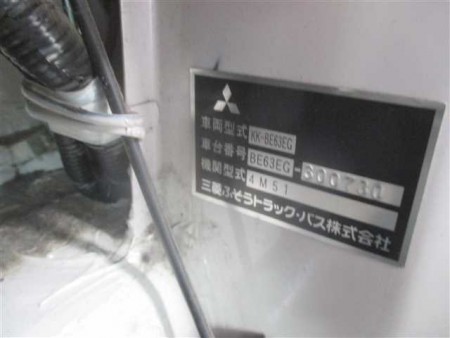 車両型式 KK-BE63EG
車台番号 BE63EG-300730
機関型式 4M51
三菱ふそうトラック・バス株式会社